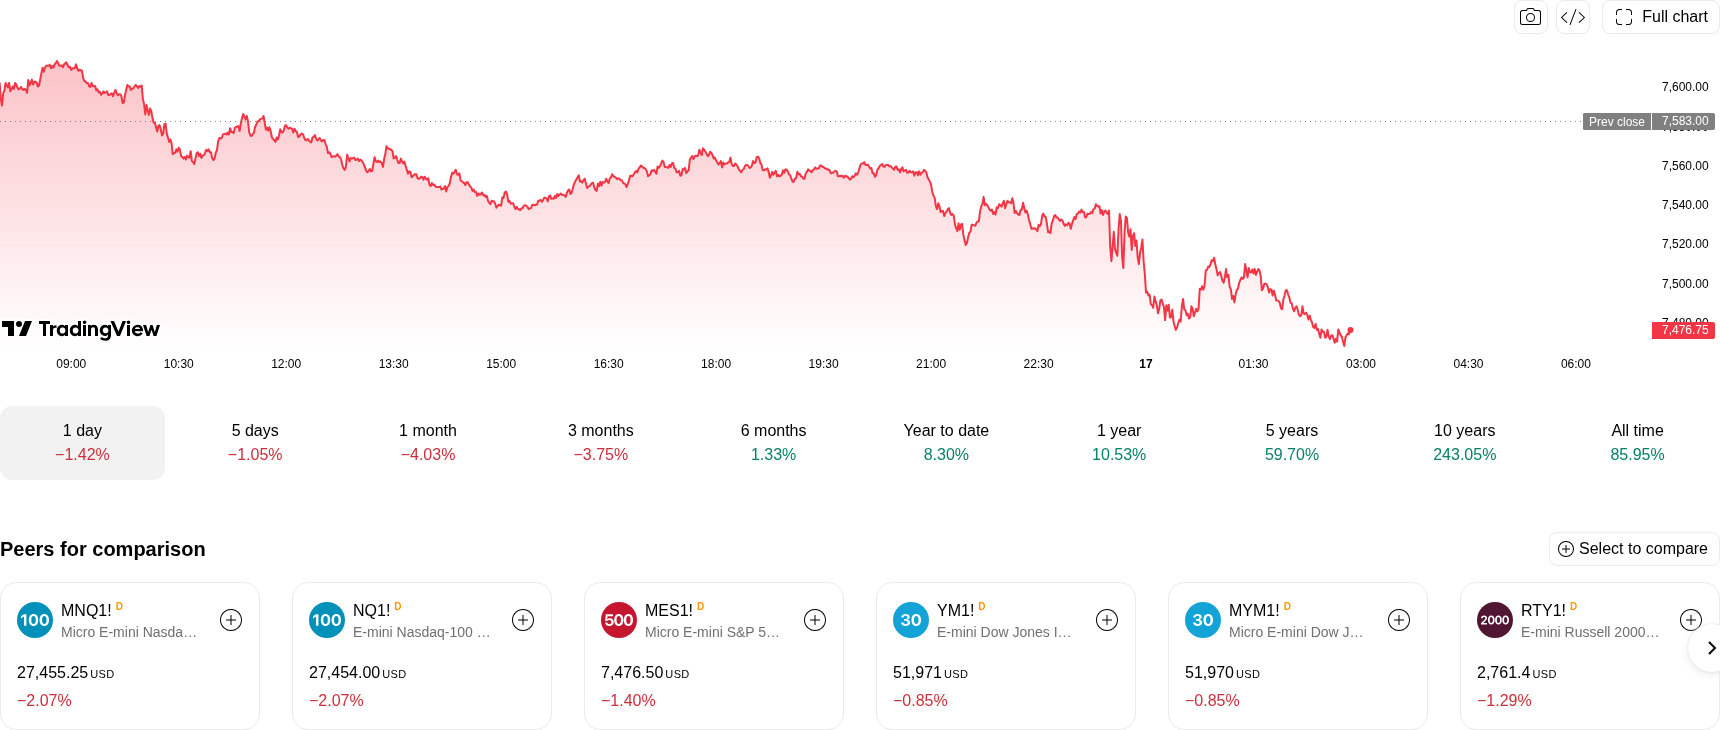 Full chart
7,600.00
Prev close 7,583.00
7,560.00
7,540.00
7,520.00
7,500.00
7,476.75
TradingView
09:00 10:30 12:00 13:30 15:00 16:30 18:00 19:30 21:00 22:30 17 01:30 03:00 04:30 06:00
1 day 5 days 1 month 3 months 6 months Year to date 1 year 5 years 10 years All time
−1.42% −1.05% −4.03% −3.75% 1.33% 8.30% 10.53% 59.70% 243.05% 85.95%
Peers for comparison
Select to compare
100 MNQ1! D
Micro E-mini Nasda…
27,455.25 USD
−2.07%
100 NQ1! D
E-mini Nasdaq-100 …
27,454.00 USD
−2.07%
500 MES1! D
Micro E-mini S&P 5…
7,476.50 USD
−1.40%
30 YM1! D
E-mini Dow Jones I…
51,971 USD
−0.85%
30 MYM1! D
Micro E-mini Dow J…
51,970 USD
−0.85%
2000 RTY1! D
E-mini Russell 2000…
2,761.4 USD
−1.29%